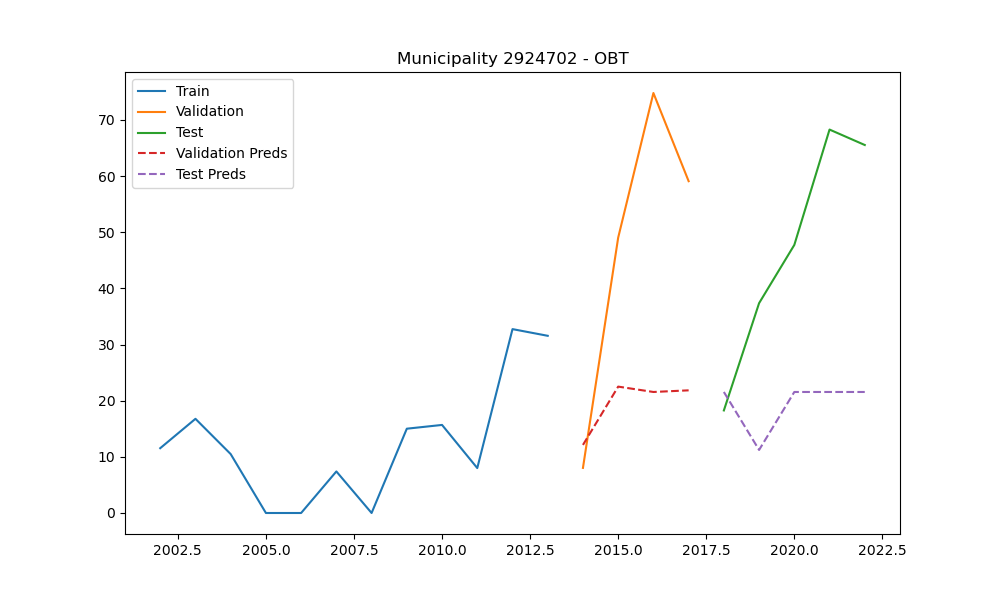 Municipality 2924702 - OBT
Train
Validation
Test
Validation Preds
Test Preds
70
60
50
40
30
20
10
0
2002.5 2005.0 2007.5 2010.0 2012.5 2015.0 2017.5 2020.0 2022.5